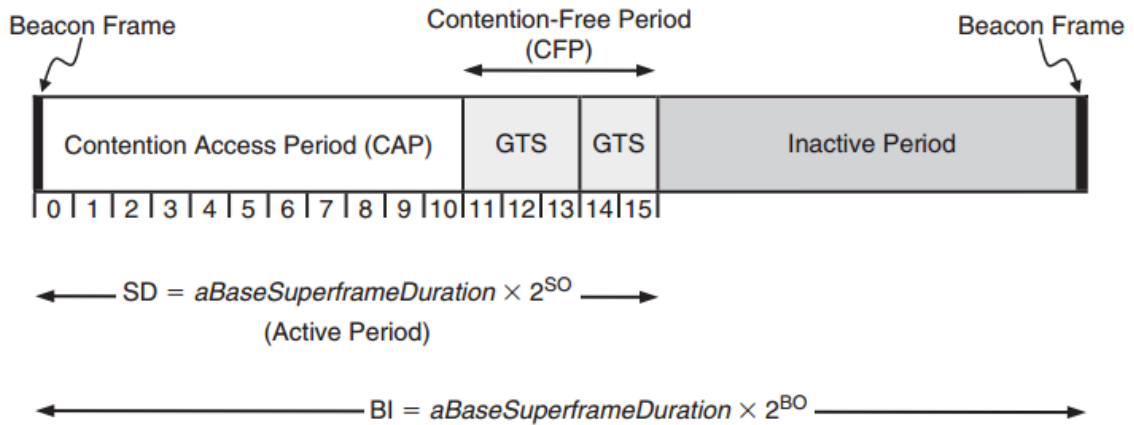 Beacon Frame
Contention-Free Period
(CFP)
Beacon Frame
Contention Access Period (CAP)
GTS
GTS
Inactive Period
0 1 2 3 4 5 6 7 8 9 10 11 12 13 14 15
SD = aBaseSuperframeDuration × 2^SO
(Active Period)
BI = aBaseSuperframeDuration × 2^BO